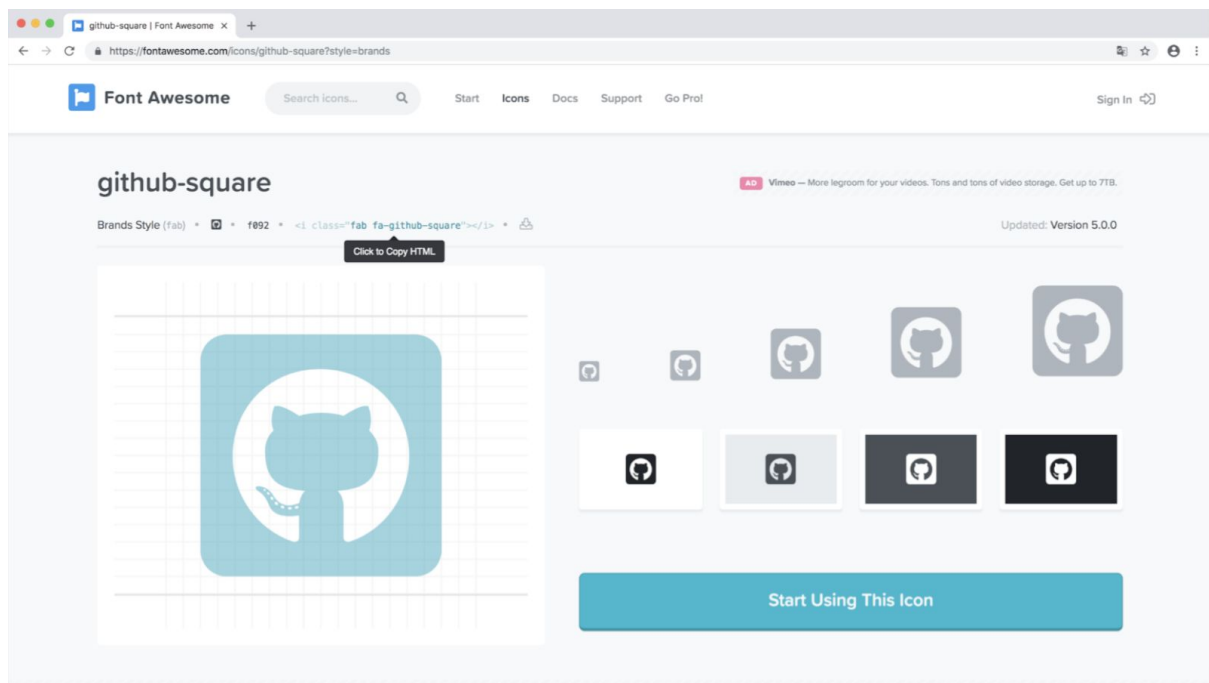 github-square | Font Awesome
https://fontawesome.com/icons/github-square?style=brands
Font Awesome
Search icons...
Start Icons Docs Support Go Pro!
Sign In
github-square
AD Vimeo — More legroom for your videos. Tons and tons of video storage. Get up to 7TB.
Brands Style (fab) • • f092 • <i class="fab fa-github-square"></i> •
Updated: Version 5.0.0
Click to Copy HTML
Start Using This Icon